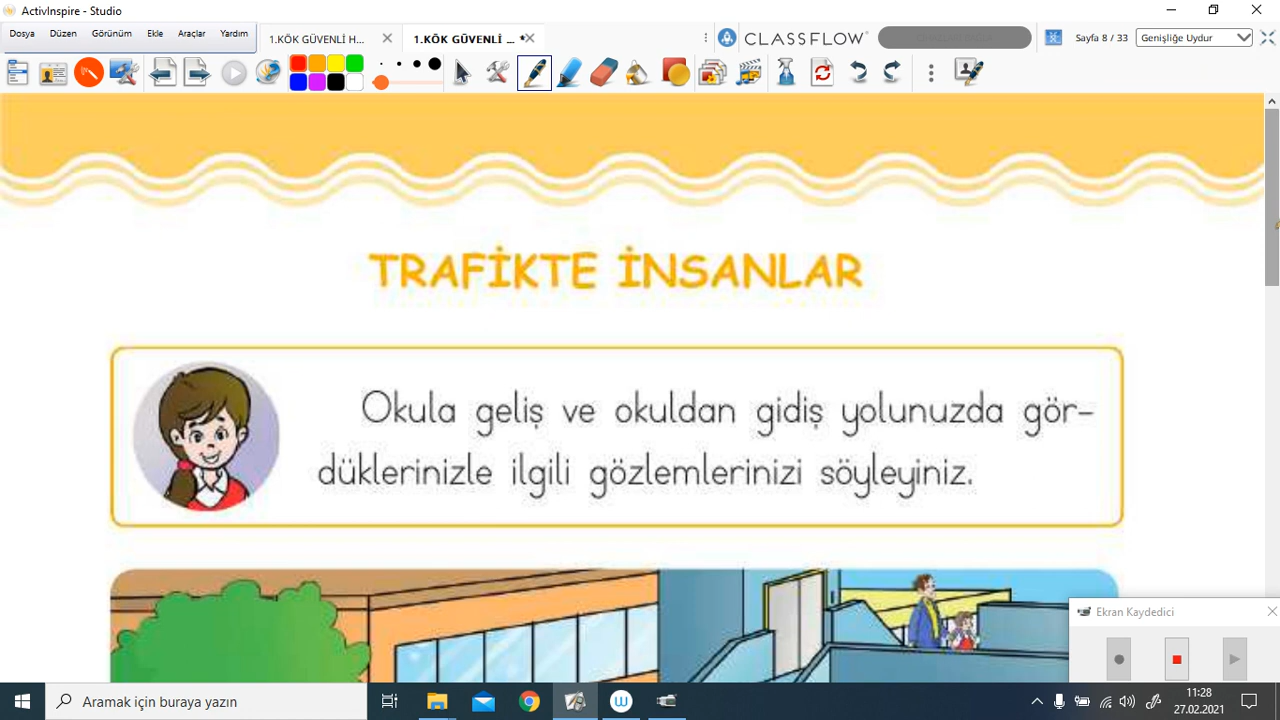 ActivInspire - Studio
Dosya Düzen Görünüm Ekle Araçlar Yardım
1.KÖK GÜVENLİ H...
1.KÖK GÜVENLİ ... *
CLASSFLOW
Sayfa 8 / 33
Genişliğe Uydur
TRAFİKTE İNSANLAR
Okula geliş ve okuldan gidiş yolunuzda gör-
düklerinizle ilgili gözlemlerinizi söyleyiniz.
Ekran Kaydedici
Aramak için buraya yazın
11:28
27.02.2021